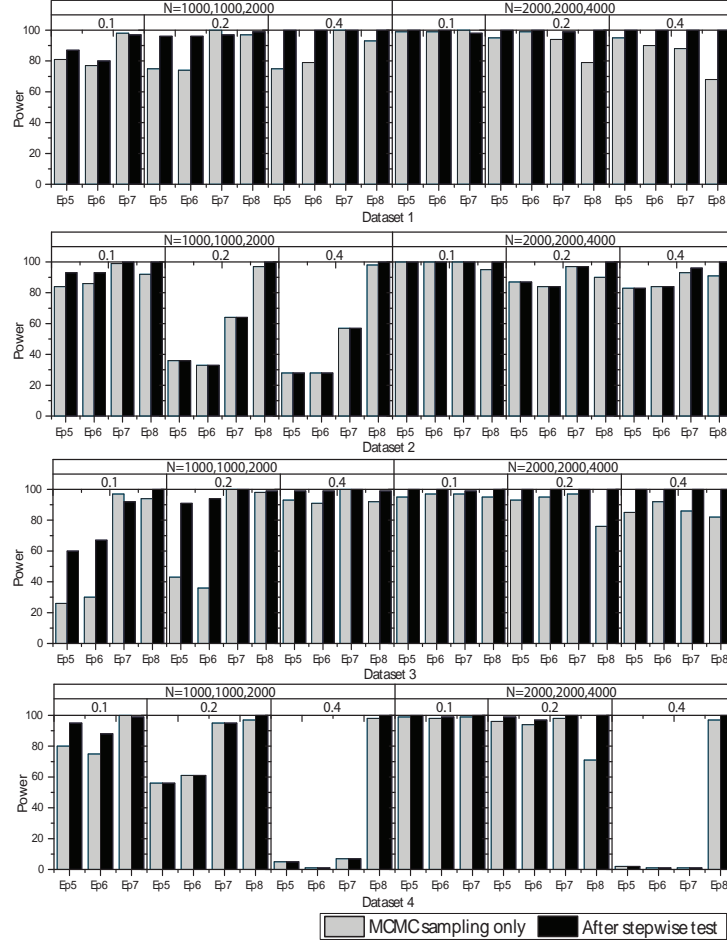 N=1000,1000,2000 N=2000,2000,4000
0.1 0.2 0.4 0.1 0.2 0.4
100
80
60
40
20
0
Power
Ep5 Ep6 Ep7 Ep5 Ep6 Ep7 Ep8 Ep5 Ep6 Ep7 Ep8 Ep5 Ep6 Ep7 Ep5 Ep6 Ep7 Ep8 Ep5 Ep6 Ep7 Ep8
Dataset 1
N=1000,1000,2000 N=2000,2000,4000
0.1 0.2 0.4 0.1 0.2 0.4
100
80
60
40
20
0
Power
Ep5 Ep6 Ep7 Ep8 Ep5 Ep6 Ep7 Ep8 Ep5 Ep6 Ep7 Ep8 Ep5 Ep6 Ep7 Ep8 Ep5 Ep6 Ep7 Ep8 Ep5 Ep6 Ep7 Ep8
Dataset 2
N=1000,1000,2000 N=2000,2000,4000
0.1 0.2 0.4 0.1 0.2 0.4
100
80
60
40
20
0
Power
Ep5 Ep6 Ep7 Ep8 Ep5 Ep6 Ep7 Ep8 Ep5 Ep6 Ep7 Ep8 Ep5 Ep6 Ep7 Ep8 Ep5 Ep6 Ep7 Ep8 Ep5 Ep6 Ep7 Ep8
Dataset 3
N=1000,1000,2000 N=2000,2000,4000
0.1 0.2 0.4 0.1 0.2 0.4
100
80
60
40
20
0
Power
Ep5 Ep6 Ep7 Ep5 Ep6 Ep7 Ep8 Ep5 Ep6 Ep7 Ep8 Ep5 Ep6 Ep7 Ep5 Ep6 Ep7 Ep8 Ep5 Ep6 Ep7 Ep8
Dataset 4
MCMC sampling only After stepwise test